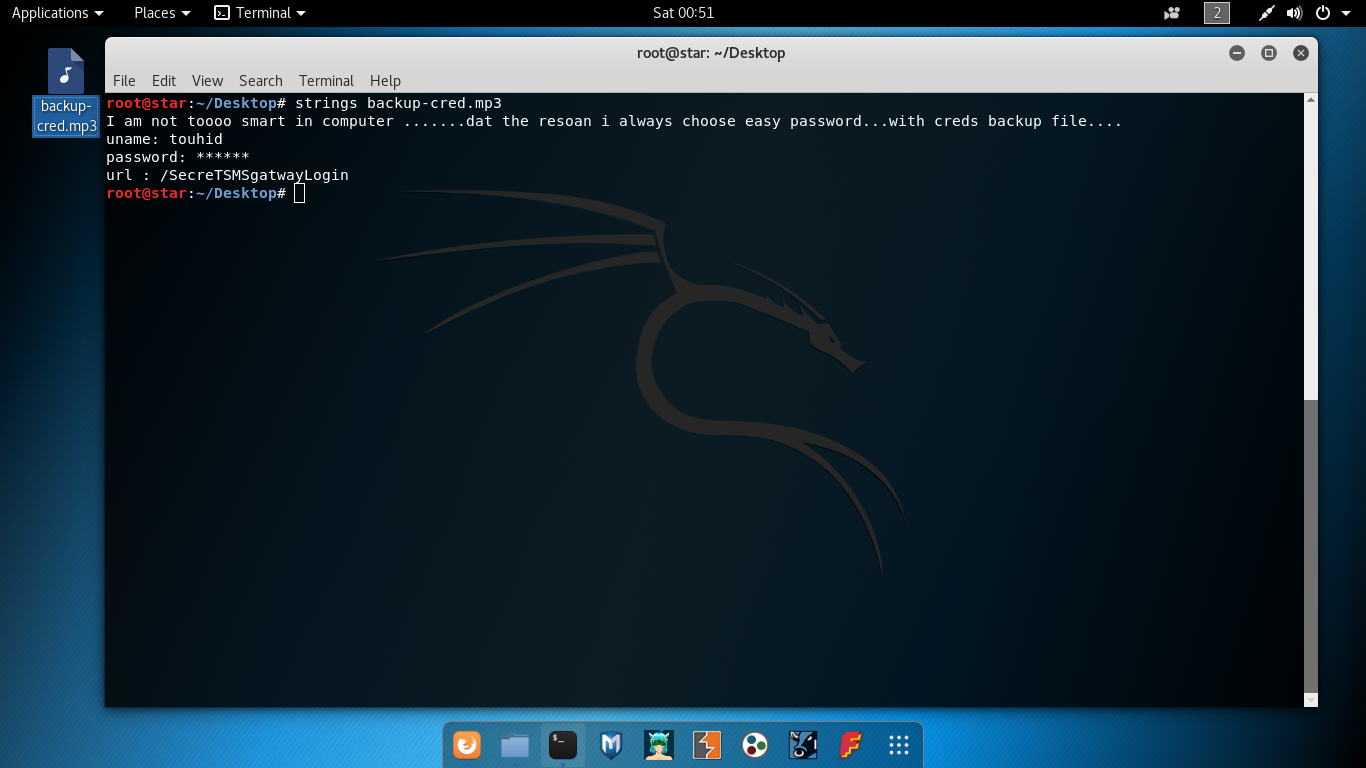 Applications Places Terminal Sat 00:51 2
backup-
cred.mp3
root@star: ~/Desktop
File Edit View Search Terminal Help
root@star:~/Desktop# strings backup-cred.mp3
I am not toooo smart in computer .......dat the resoan i always choose easy password...with creds backup file....
uname: touhid
password: ******
url : /SecreTSMSgatwayLogin
root@star:~/Desktop#